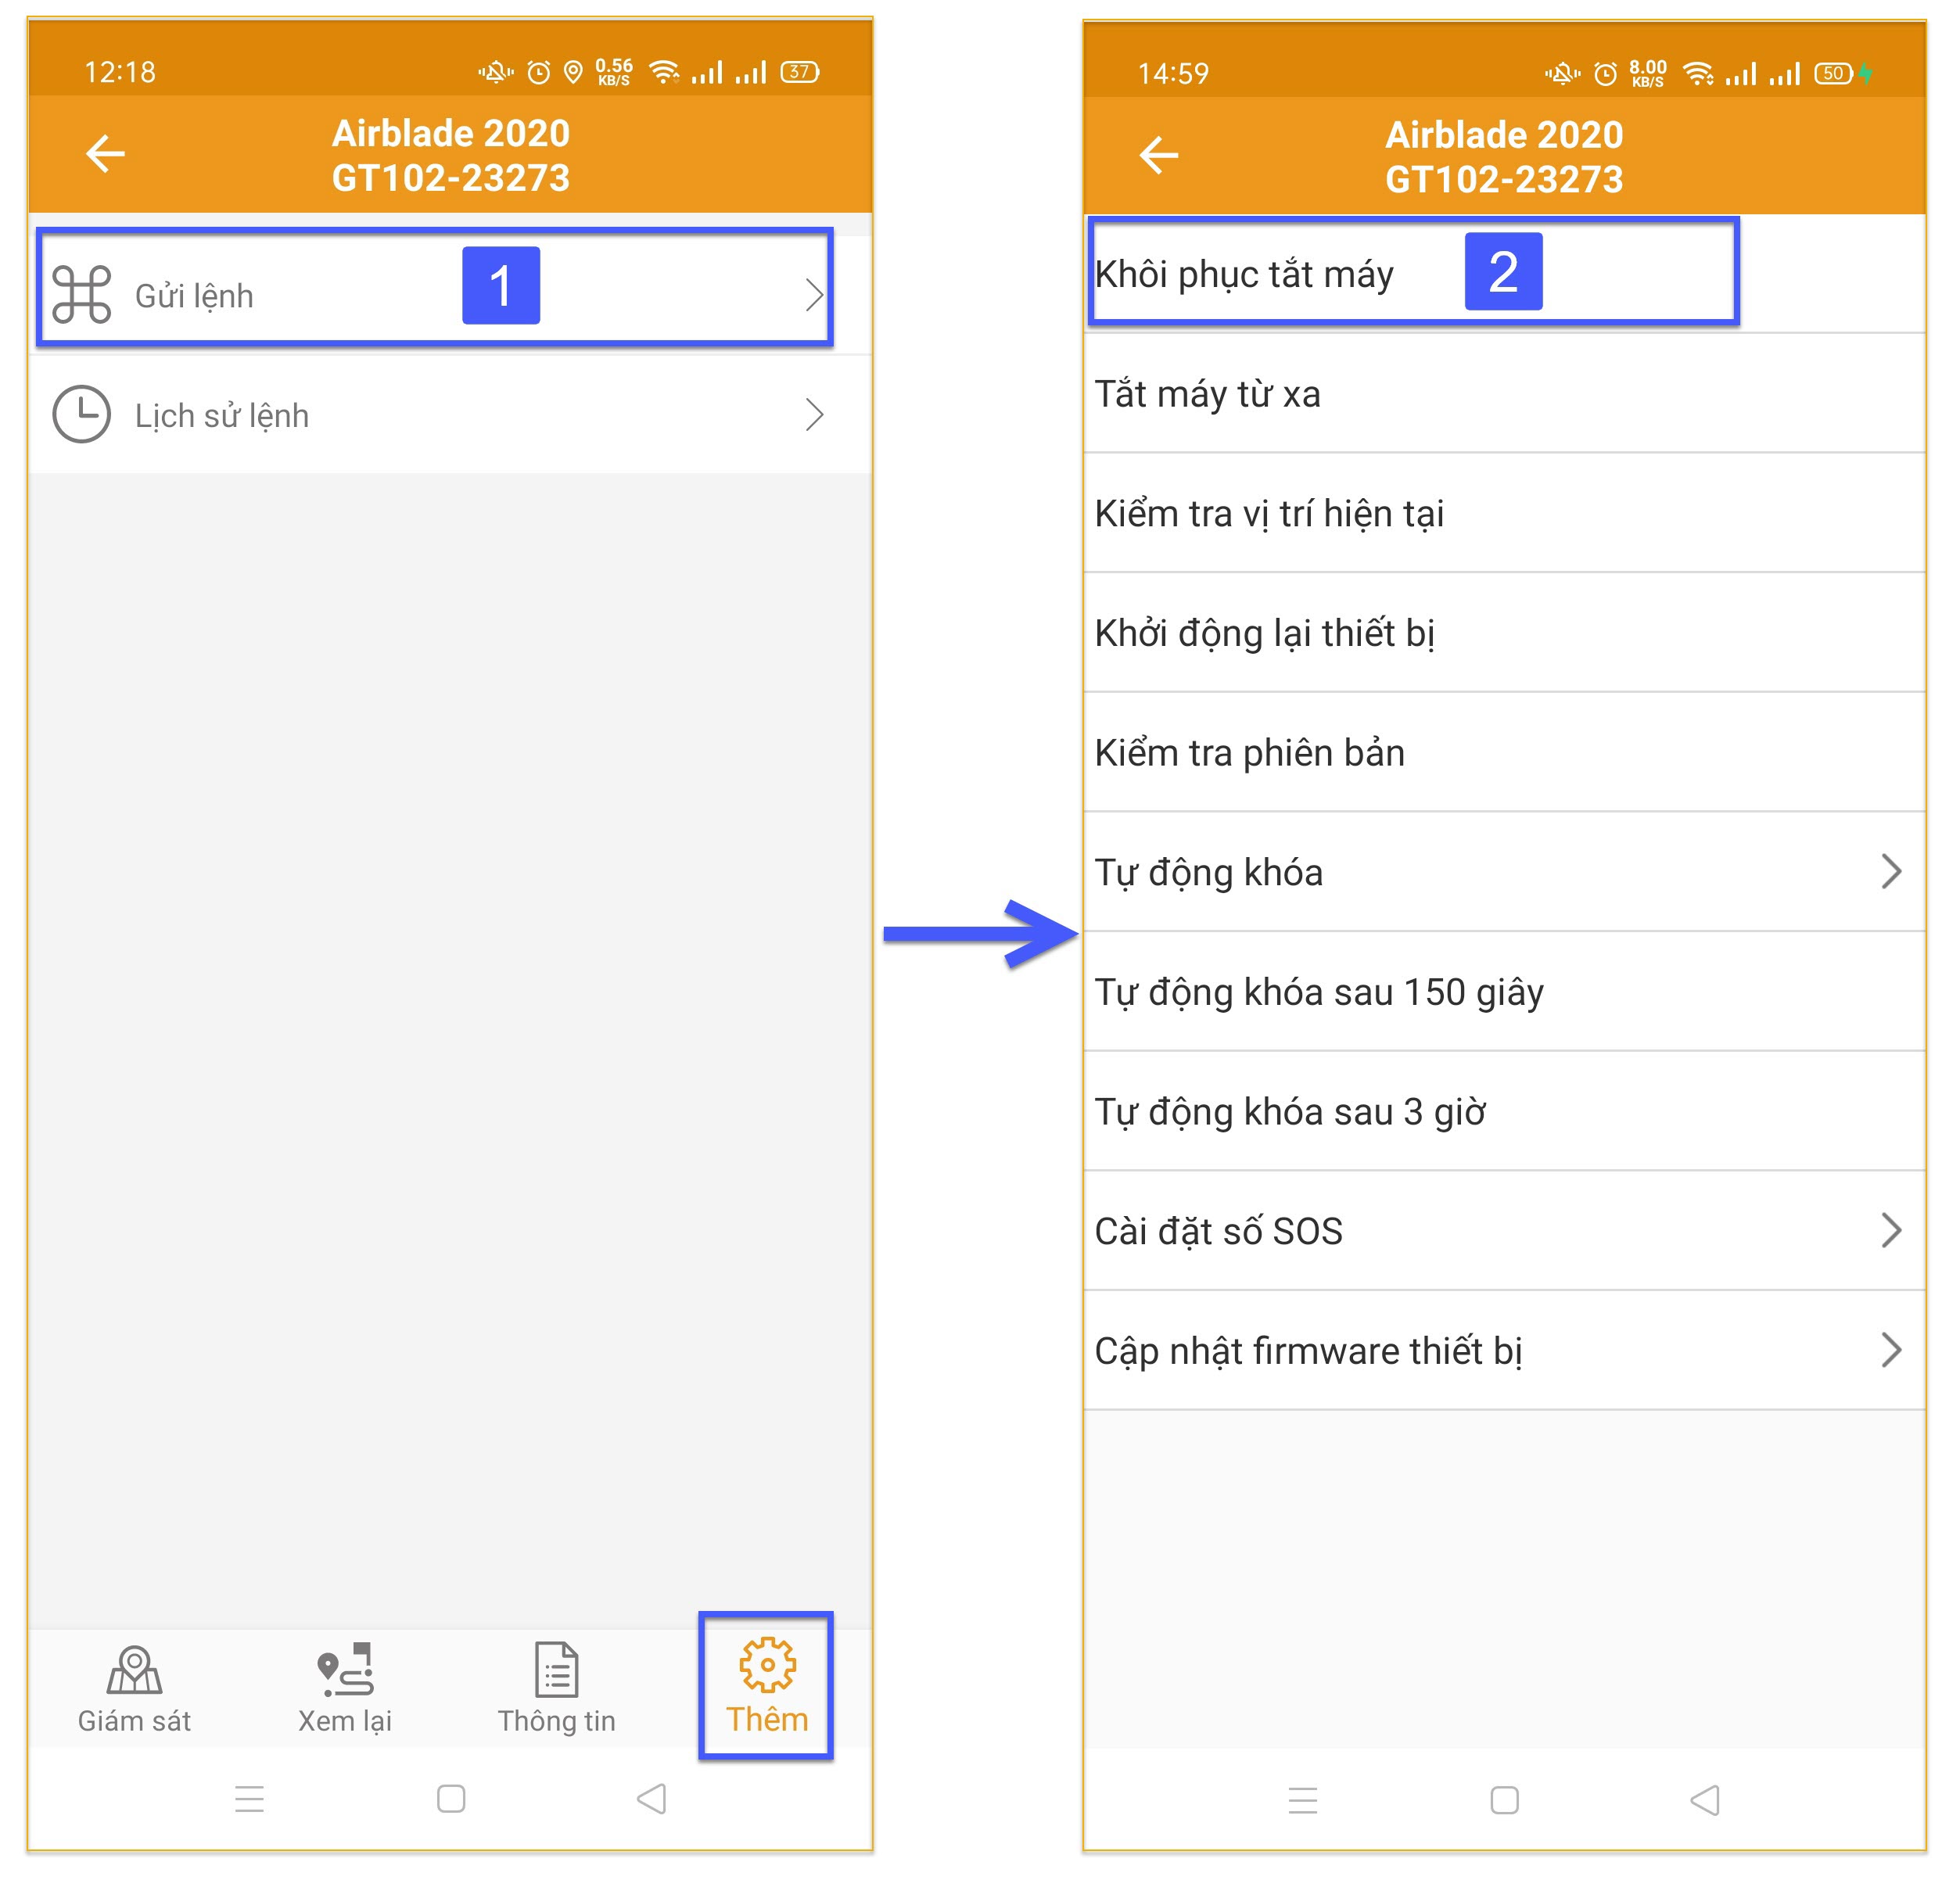 12:18
0.56
KB/S
37
Airblade 2020
GT102-23273
1
Gửi lệnh
Lịch sử lệnh
Giám sát
Xem lại
Thông tin
Thêm
14:59
8.00
KB/S
50
Airblade 2020
GT102-23273
Khôi phục tắt máy
2
Tắt máy từ xa
Kiểm tra vị trí hiện tại
Khởi động lại thiết bị
Kiểm tra phiên bản
Tự động khóa
Tự động khóa sau 150 giây
Tự động khóa sau 3 giờ
Cài đặt số SOS
Cập nhật firmware thiết bị